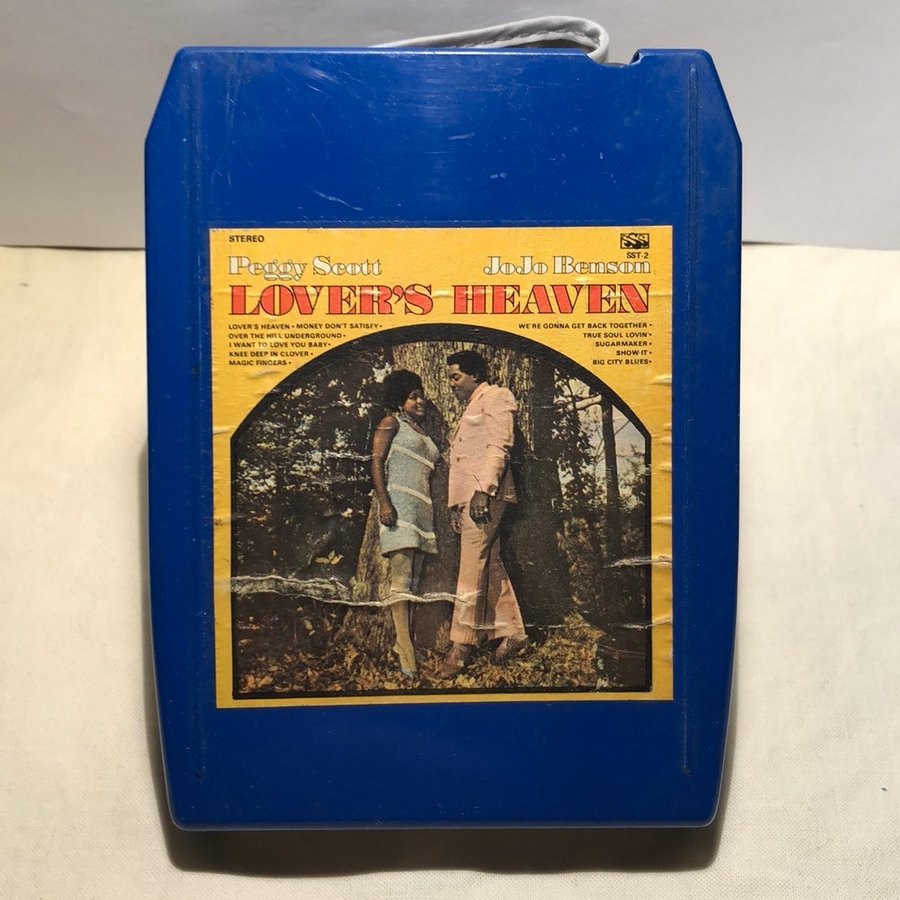 STEREO
SSS
SST-2
Peggy Scott JoJo Benson
LOVER'S HEAVEN
LOVER'S HEAVEN • MONEY DON'T SATISFY •
OVER THE HILL UNDERGROUND •
I WANT TO LOVE YOU BABY •
KNEE DEEP IN CLOVER •
MAGIC FINGERS •
WE'RE GONNA GET BACK TOGETHER •
TRUE SOUL LOVIN' •
SUGARMAKER •
SHOW IT •
BIG CITY BLUES •